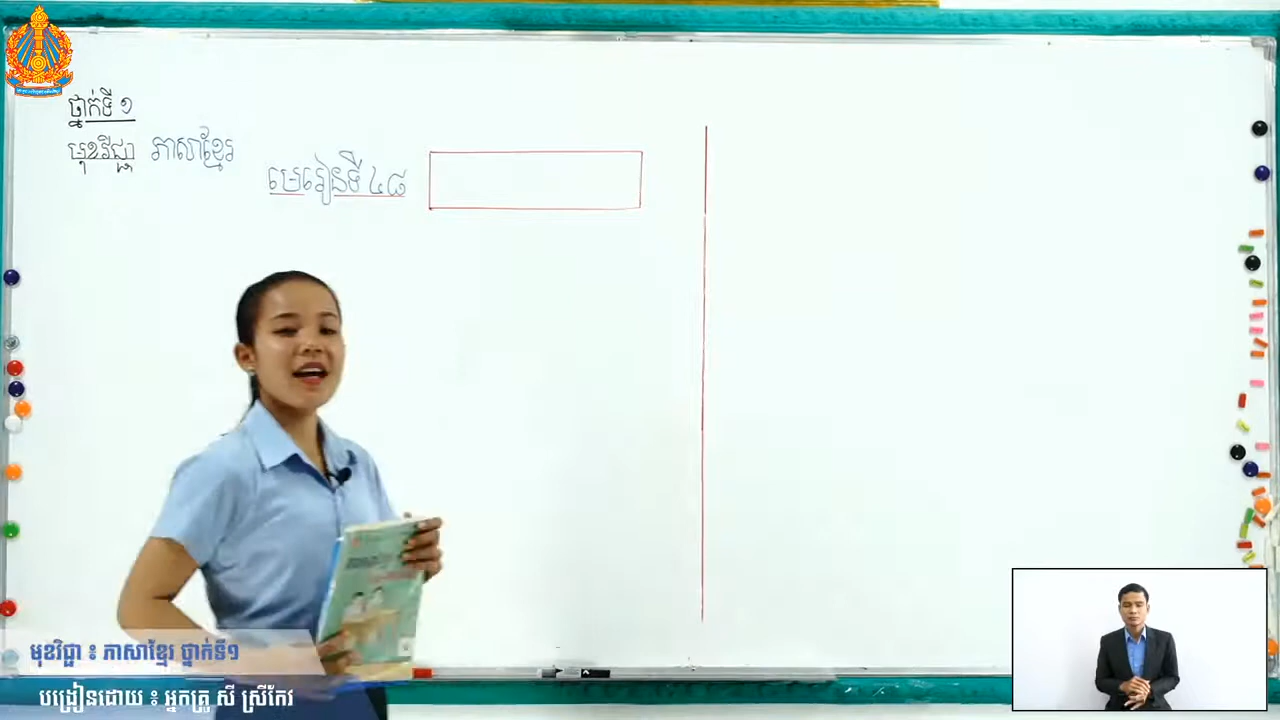 ថ្នាក់ទី ១
មុខវិជ្ជា ភាសាខ្មែរ
មេរៀនទី ៤៨
មុខវិជ្ជា ៖ ភាសាខ្មែរ ថ្នាក់ទី១
បង្រៀនដោយ ៖ អ្នកគ្រូ សី ស្រីកែវ